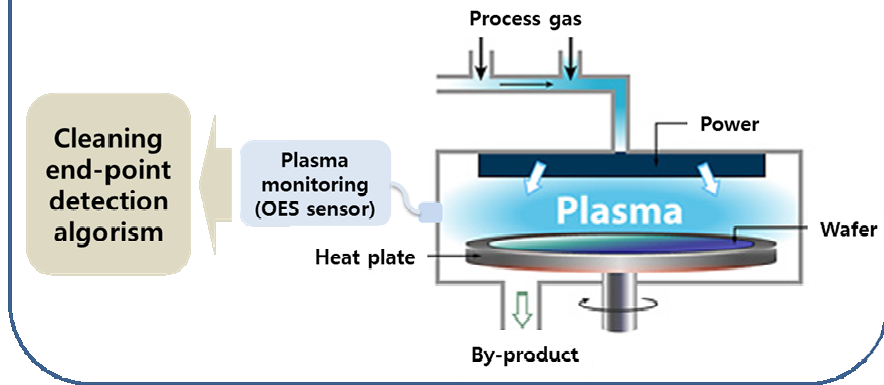 Process gas
Power
Cleaning
end-point
detection
algorism
Plasma
monitoring
(OES sensor)
Plasma
Wafer
Heat plate
By-product